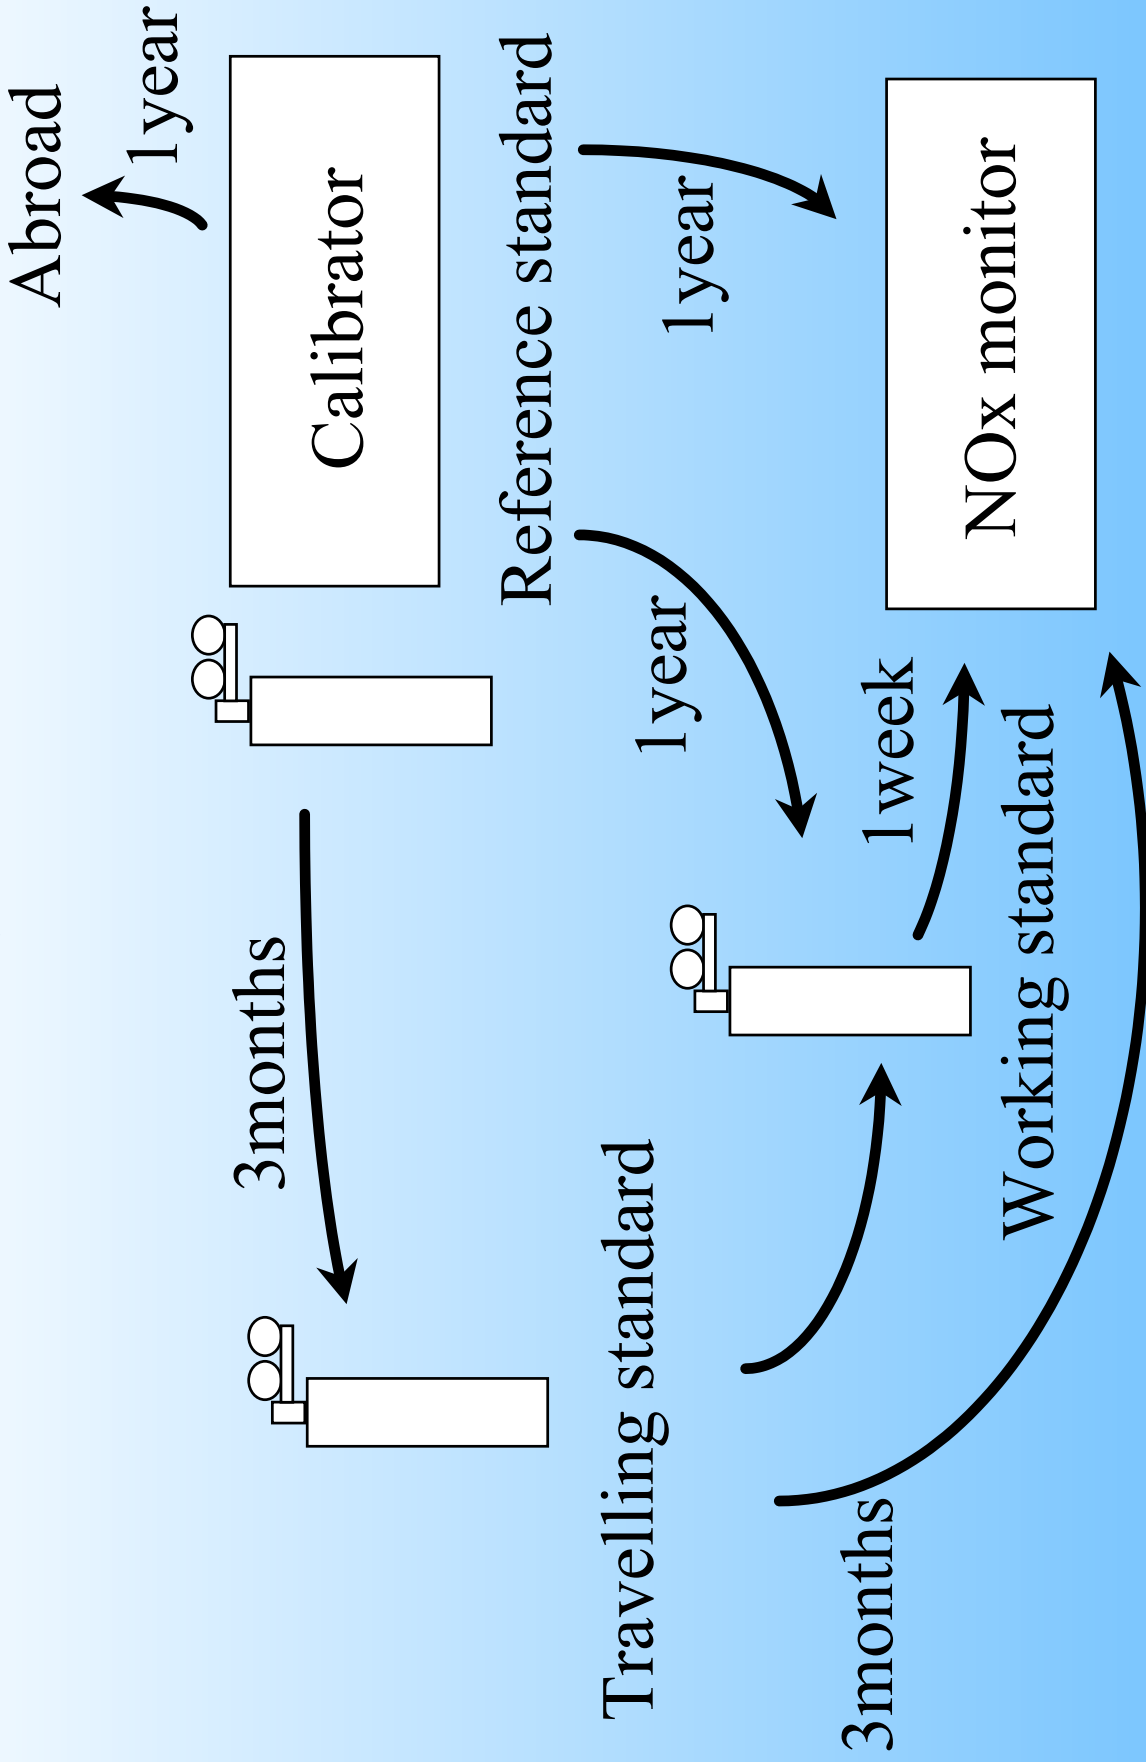 Abroad
1year
Calibrator
3months
Reference standard
Travelling standard
1year
1year
1week
3months
NOx monitor
Working standard